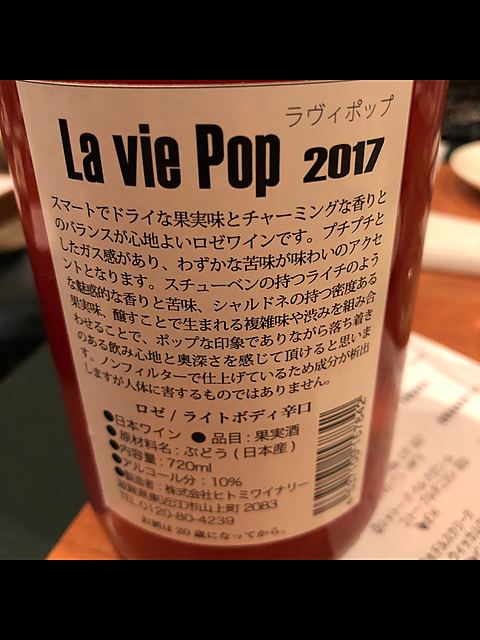 ラヴィポップ
La vie Pop 2017
スマートでドライな果実味とチャーミングな香りと
のバランスが心地よいロゼワインです。プチプチと
したガス感があり、わずかな苦味が味わいのアクセ
ントとなります。スチューベンの持つライチのよう
な魅惑的な香りと苦味、シャルドネの持つ密度ある
果実味、醸すことで生まれる複雑味や渋みを組み合
わせることで、ポップな印象でありながら落ち着き
のある飲み心地と奥深さを感じて頂けると思いま
す。ノンフィルターで仕上げているため成分が析出
しますが人体に害するものではありません。
ロゼ / ライトボディ辛口
●日本ワイン ●品目：果実酒
●原材料名：ぶどう（日本産）
●内容量：720ml
●アルコール分：10%
●製造者：株式会社ヒトミワイナリー
滋賀県東近江市山上町2083
TEL0120-80-4239
お酒は20歳になってから。